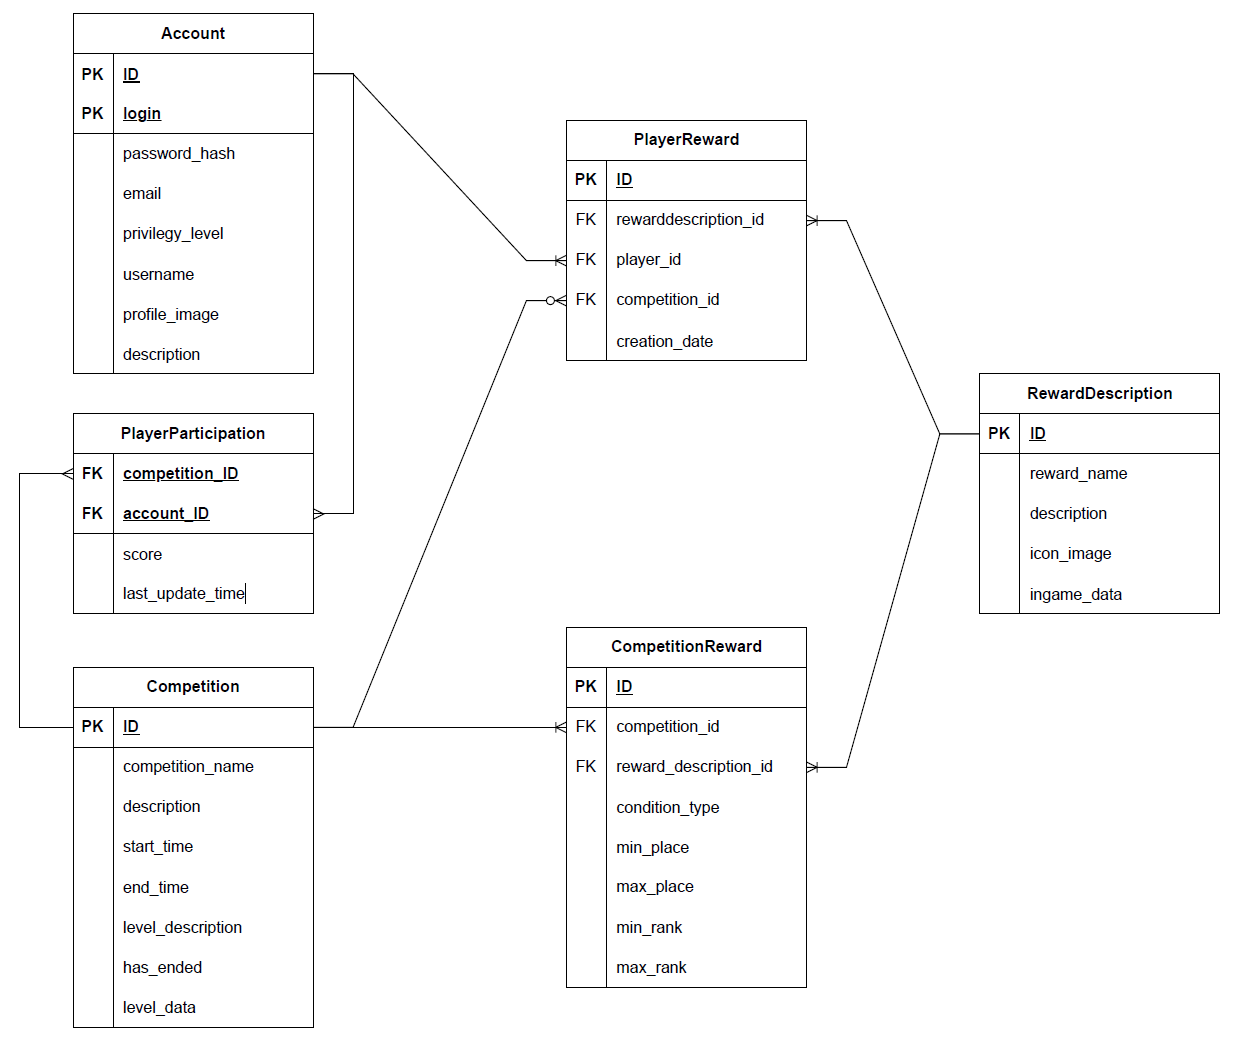 Account
PK ID
PK login
password_hash
email
privilegy_level
username
profile_image
description
PlayerParticipation
FK competition_ID
FK account_ID
score
last_update_time
Competition
PK ID
competition_name
description
start_time
end_time
level_description
has_ended
level_data
PlayerReward
PK ID
FK rewarddescription_id
FK player_id
FK competition_id
creation_date
CompetitionReward
PK ID
FK competition_id
FK reward_description_id
condition_type
min_place
max_place
min_rank
max_rank
RewardDescription
PK ID
reward_name
description
icon_image
ingame_data